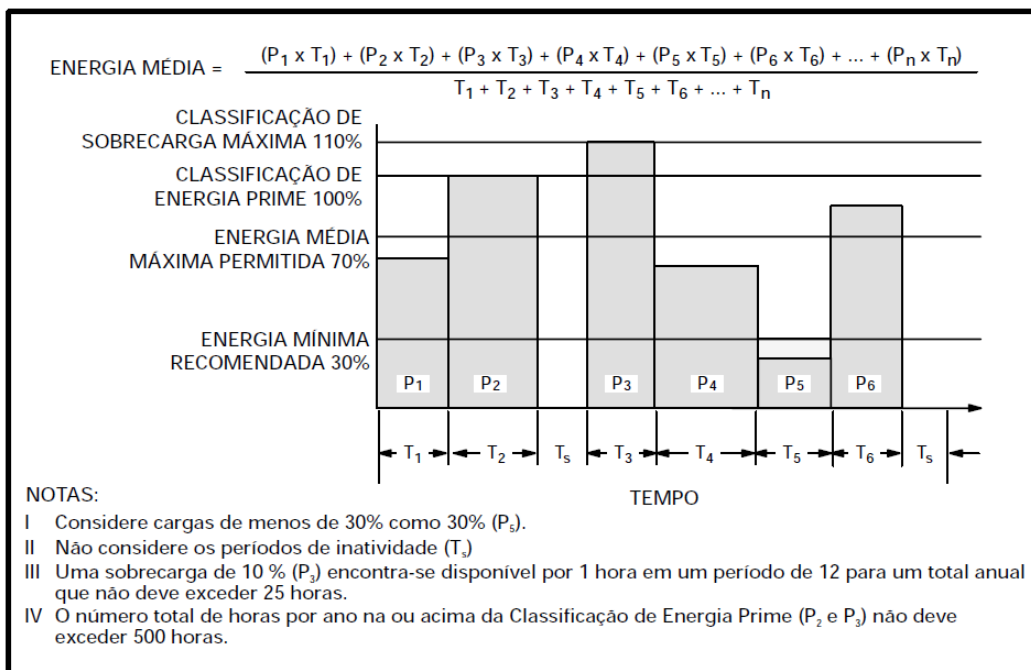 ENERGIA MÉDIA = (P1 x T1) + (P2 x T2) + (P3 x T3) + (P4 x T4) + (P5 x T5) + (P6 x T6) + ... + (Pn x Tn)
T1 + T2 + T3 + T4 + T5 + T6 + ... + Tn
CLASSIFICAÇÃO DE
SOBRECARGA MÁXIMA 110%
CLASSIFICAÇÃO DE
ENERGIA PRIME 100%
ENERGIA MÉDIA
MÁXIMA PERMITIDA 70%
ENERGIA MÍNIMA
RECOMENDADA 30%
P1 P2 P3 P4 P5 P6
T1 T2 Ts T3 T4 T5 T6 Ts
TEMPO
NOTAS:
I Considere cargas de menos de 30% como 30% (P5).
II Não considere os períodos de inatividade (Ts)
III Uma sobrecarga de 10 % (P3) encontra-se disponível por 1 hora em um período de 12 para um total anual
que não deve exceder 25 horas.
IV O número total de horas por ano na ou acima da Classificação de Energia Prime (P2 e P3) não deve
exceder 500 horas.